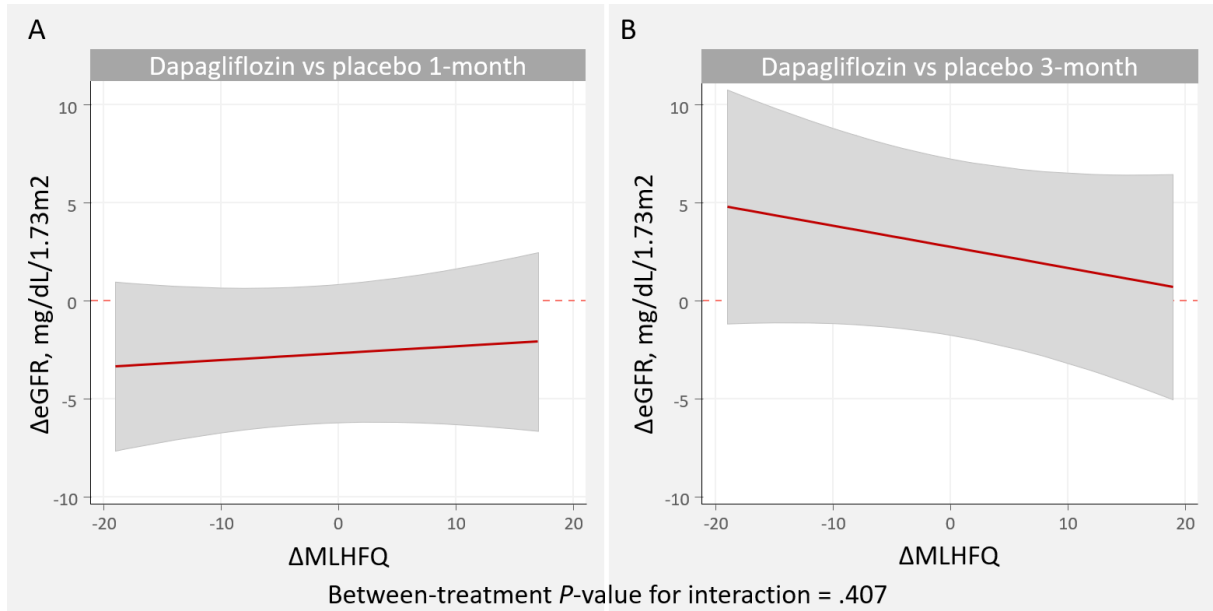 A
Dapagliflozin vs placebo 1-month
ΔeGFR, mg/dL/1.73m2
10
5
0
-5
-10
-20
-10
0
10
20
ΔMLHFQ
B
Dapagliflozin vs placebo 3-month
ΔeGFR, mg/dL/1.73m2
10
5
0
-5
-10
-20
-10
0
10
20
ΔMLHFQ
Between-treatment P-value for interaction = .407